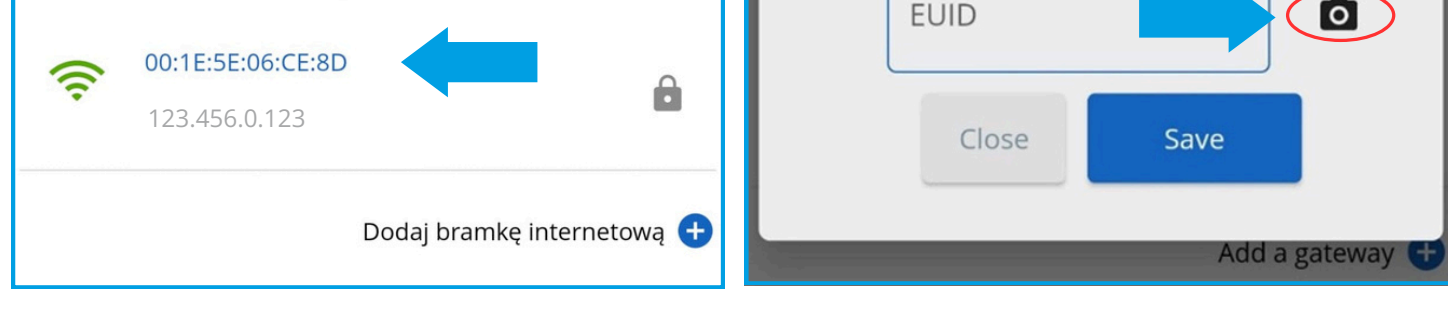 00:1E:5E:06:CE:8D
123.456.0.123
Dodaj bramkę internetową
EUID
Close
Save
Add a gateway